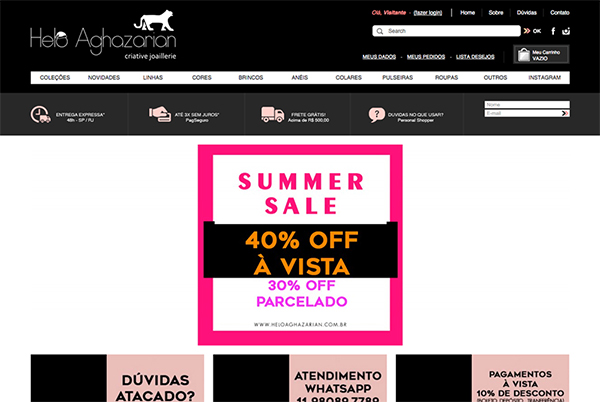 Olá, Visitante - (fazer login) Home Sobre Dúvidas Contato
Helo Aghazarian
criative joaillerie
Search OK
MEUS DADOS - MEUS PEDIDOS - LISTA DESEJOS
Meu Carrinho
VAZIO
COLEÇÕES NOVIDADES LINHAS CORES BRINCOS ANÉIS COLARES PULSEIRAS ROUPAS OUTROS INSTAGRAM
ENTREGA EXPRESSA*
48h - SP / RJ
ATÉ 3X SEM JUROS*
PagSeguro
FRETE GRÁTIS!
Acima de R$ 500,00
DUVIDAS NO QUE USAR?
Personal Shopper
Nome
E-mail
SUMMER
SALE
40% OFF
À VISTA
30% OFF
PARCELADO
WWW.HELOAGHAZARIAN.COM.BR
DÚVIDAS
ATACADO?
ATENDIMENTO
WHATSAPP
11 98089 7789
PAGAMENTOS
À VISTA
10% DE DESCONTO